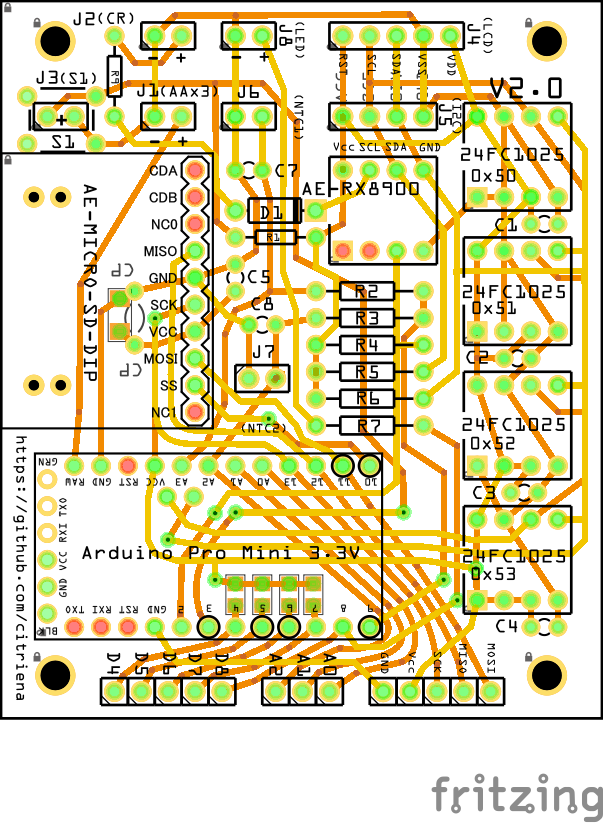 J2(CR)
J8
(LED)
J4
(LCD)
- +
- +
RST
SCL
SDA
VSS
VDD
R9
J3(S1)
J1(AAx3)
J6
(NTC1)
J5
(I2C)
V2.0
+
S1
- +
Vcc SCL SDA GND
24FC1025
0x50
CDA
C7
AE-RX8900
CDB
D1
NC0
C1
R1
MISO
AE-MICRO-SD-DIP
GND
CP
C5
R2
24FC1025
0x51
SCK
C8
R3
VCC
R4
C2
MOSI
CP
J7
R5
SS
R6
NC1
(NTC2)
R7
24FC1025
0x52
https://github.com/citriena
GRN
RAW
GND
RST
VCC
A3
A2
A1
A0
13
12
11
10
C3
TXO
RXI
VCC
GND
BLK
Arduino Pro Mini 3.3V
24FC1025
0x53
TXO
RXI
RST
GND
2
3
4
5
6
7
8
9
C4
D4
D5
D6
D7
D8
A2
A1
A0
GND
Vcc
SCK
MISO
MOSI
fritzing